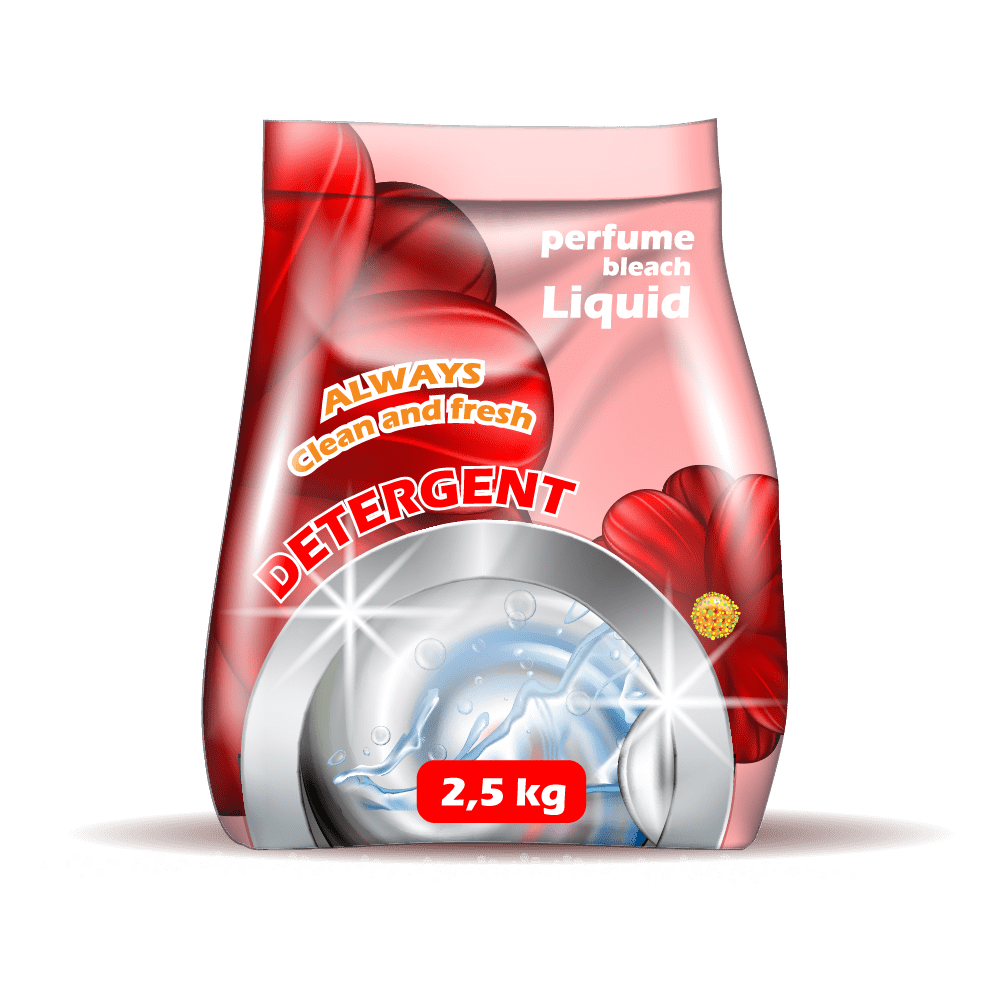 perfume
bleach
Liquid
ALWAYS
Clean and fresh
DETERGENT
2,5 kg